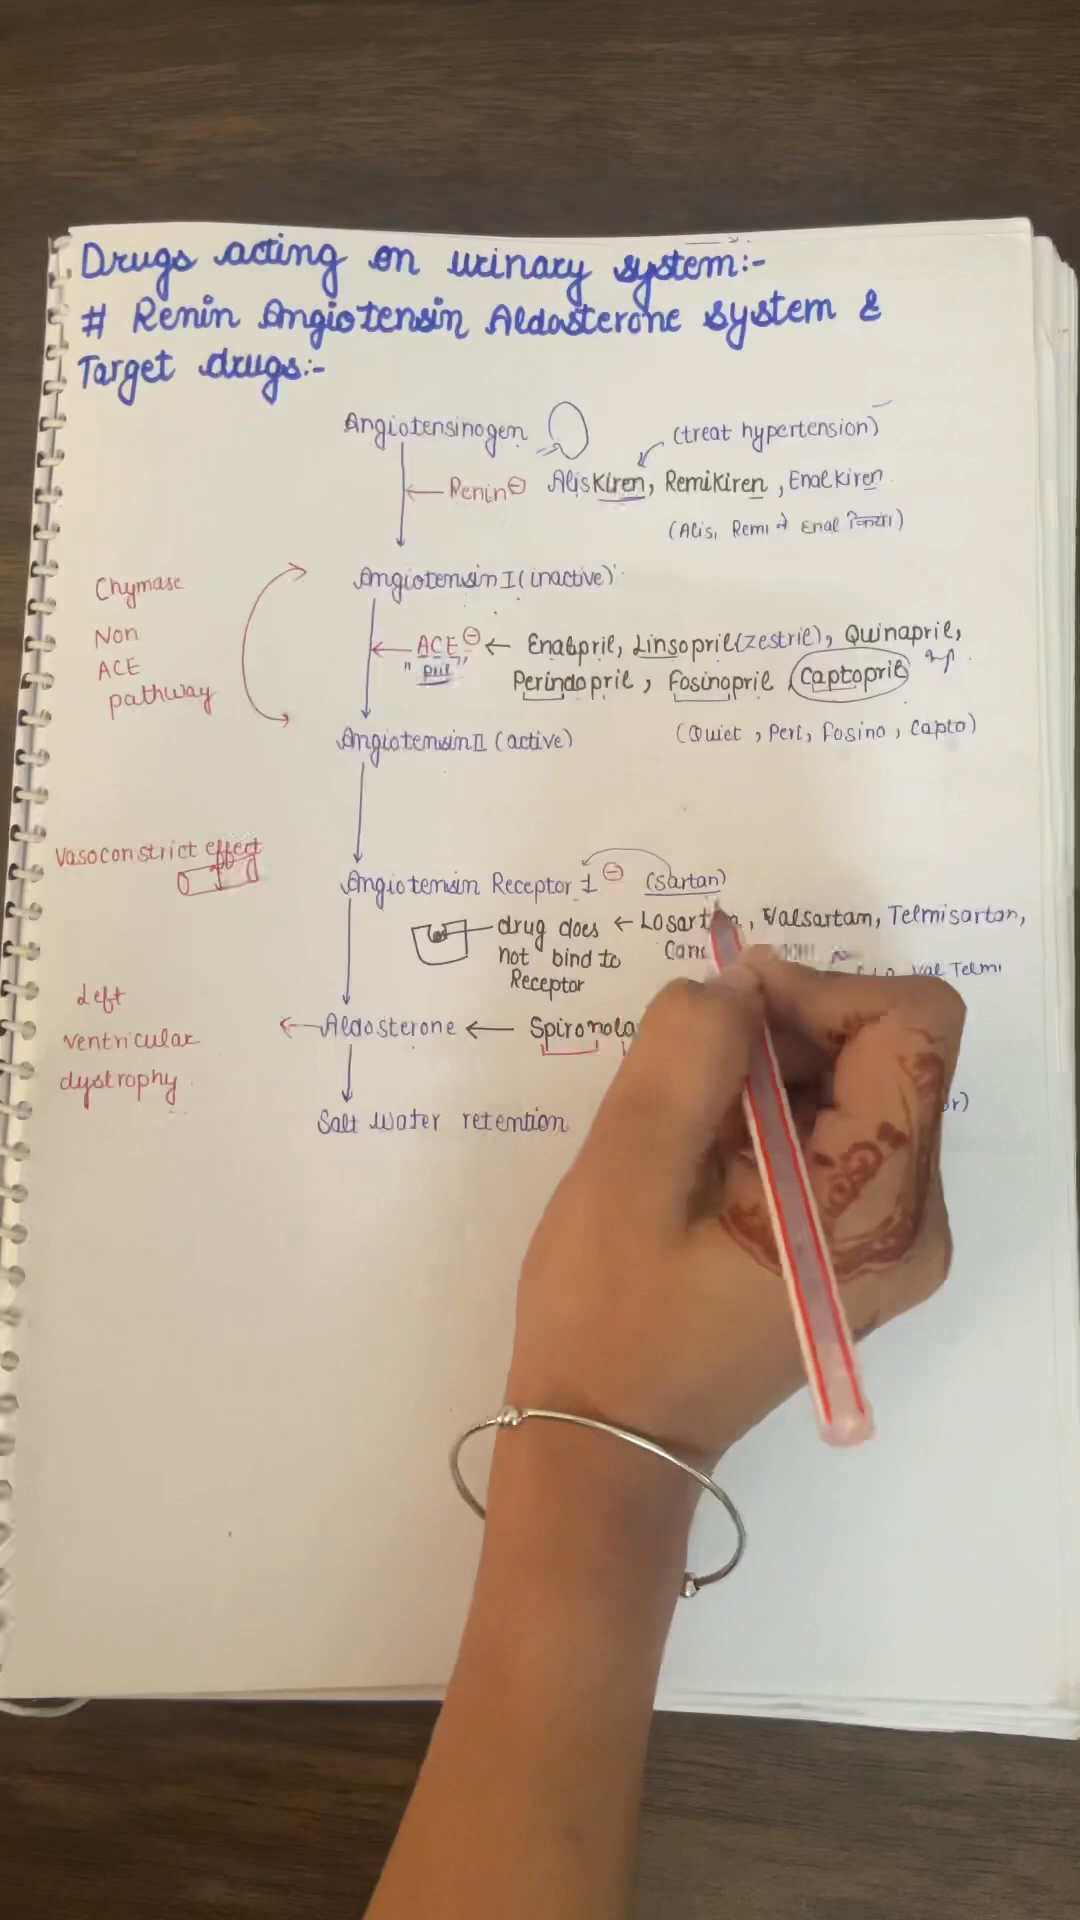 Drugs acting on urinary system:-
# Renin Angiotensin Aldosterone system &
Target drugs:-
Angiotensinogen
(treat hypertension)
Renin ⊖ Aliskiren, Remikiren, Enalkiren
(Alis, Remi ने Enal किया)
Angiotensin I (inactive)
Chymase
Non
ACE
pathway
ACE ⊖ ← Enalapril, Linsopril (zestril), Quinapril,
"pril"
Perindopril, Fosinopril, Captopril
(Quiet, Peri, Fosino, Capto)
Angiotensin II (active)
Vasoconstrict effect
Angiotensin Receptor 1 ⊖ (Sartan)
drug does ← Losartan, Valsartan, Telmisartan,
not bind to
Receptor
Val Telmi
Left
ventricular
dystrophy
Aldosterone ← Spironola
Salt water retention